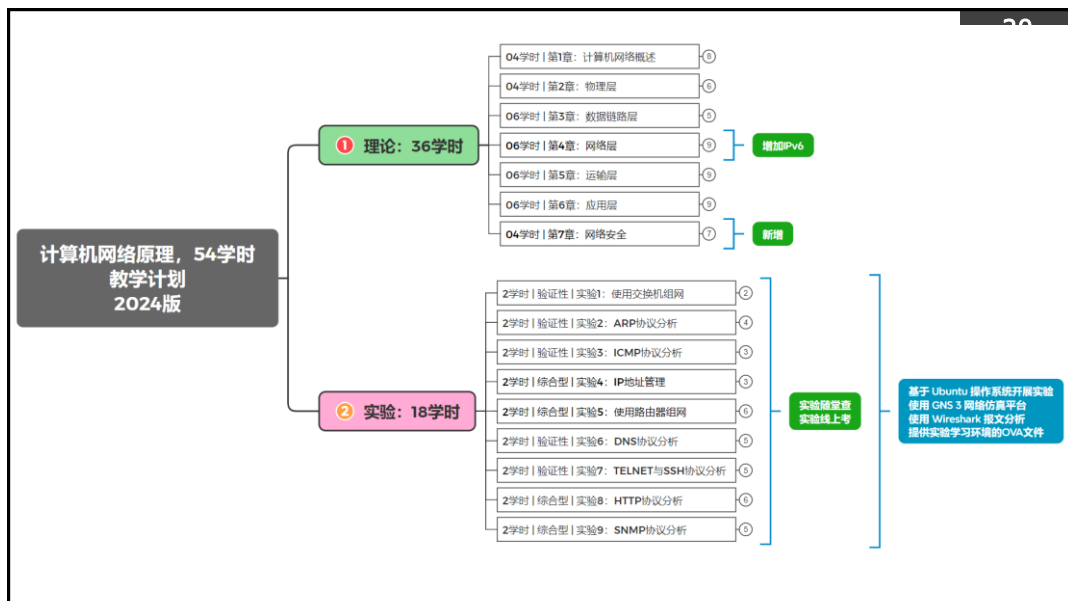 计算机网络原理，54学时
教学计划
2024版
1 理论：36学时
04学时 | 第1章：计算机网络概述 8
04学时 | 第2章：物理层 6
06学时 | 第3章：数据链路层 5
06学时 | 第4章：网络层 9
增加IPv6
06学时 | 第5章：运输层 9
06学时 | 第6章：应用层 9
04学时 | 第7章：网络安全 7
新增
2 实验：18学时
2学时 | 验证性 | 实验1：使用交换机组网 2
2学时 | 验证性 | 实验2：ARP协议分析 4
2学时 | 验证性 | 实验3：ICMP协议分析 3
2学时 | 综合型 | 实验4：IP地址管理 3
2学时 | 综合型 | 实验5：使用路由器组网 6
2学时 | 验证性 | 实验6：DNS协议分析 5
2学时 | 验证性 | 实验7：TELNET与SSH协议分析 5
2学时 | 综合型 | 实验8：HTTP协议分析 6
2学时 | 综合型 | 实验9：SNMP协议分析 5
实验随堂查
实验线上考
基于 Ubuntu 操作系统开展实验
使用 GNS 3 网络仿真平台
使用 Wireshark 报文分析
提供实验学习环境的OVA文件